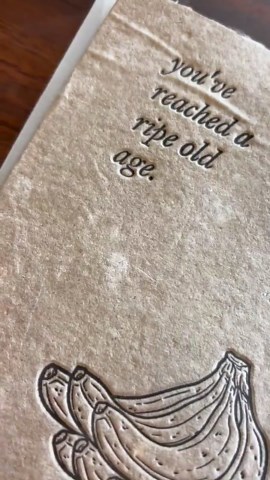 you've
reached a
ripe old
age.